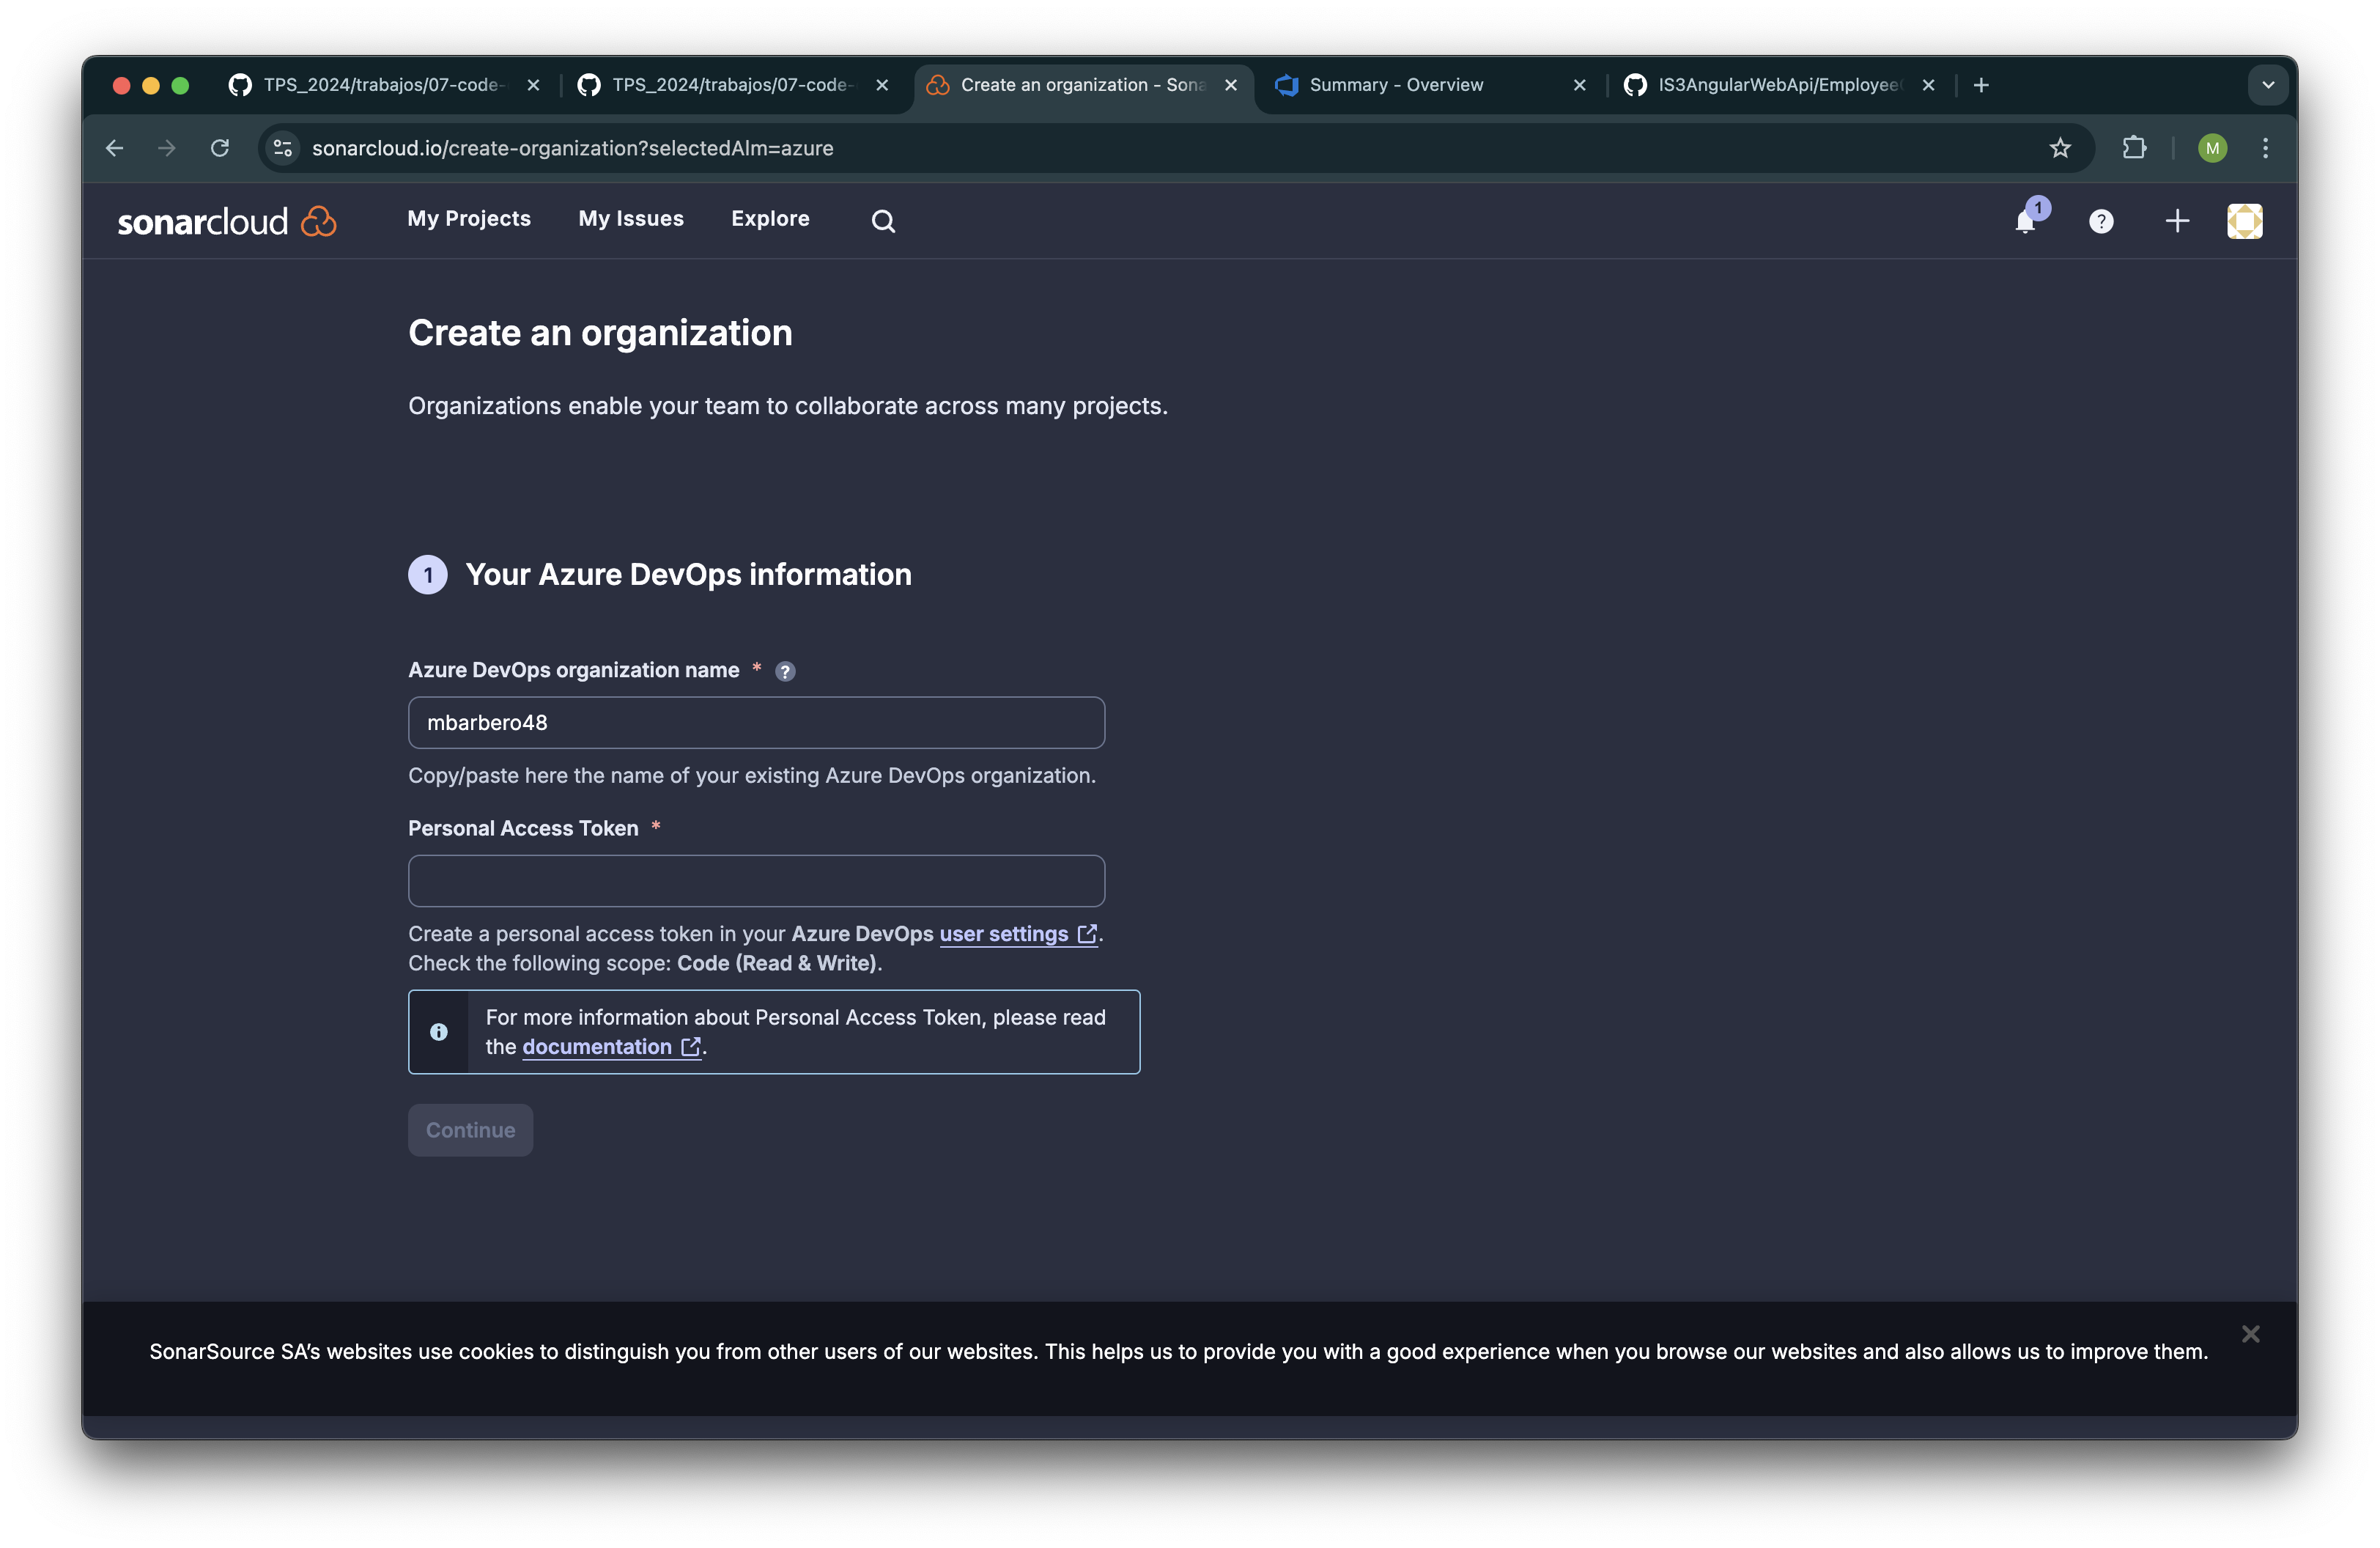 TPS_2024/trabajos/07-code-
TPS_2024/trabajos/07-code-
Create an organization - Sona
Summary - Overview
IS3AngularWebApi/Employee
sonarcloud.io/create-organization?selectedAlm=azure
M
sonarcloud
My Projects
My Issues
Explore
1
?
Create an organization
Organizations enable your team to collaborate across many projects.
1 Your Azure DevOps information
Azure DevOps organization name * ?
mbarbero48
Copy/paste here the name of your existing Azure DevOps organization.
Personal Access Token *
Create a personal access token in your Azure DevOps user settings.
Check the following scope: Code (Read & Write).
For more information about Personal Access Token, please read
the documentation.
Continue
SonarSource SA's websites use cookies to distinguish you from other users of our websites. This helps us to provide you with a good experience when you browse our websites and also allows us to improve them.